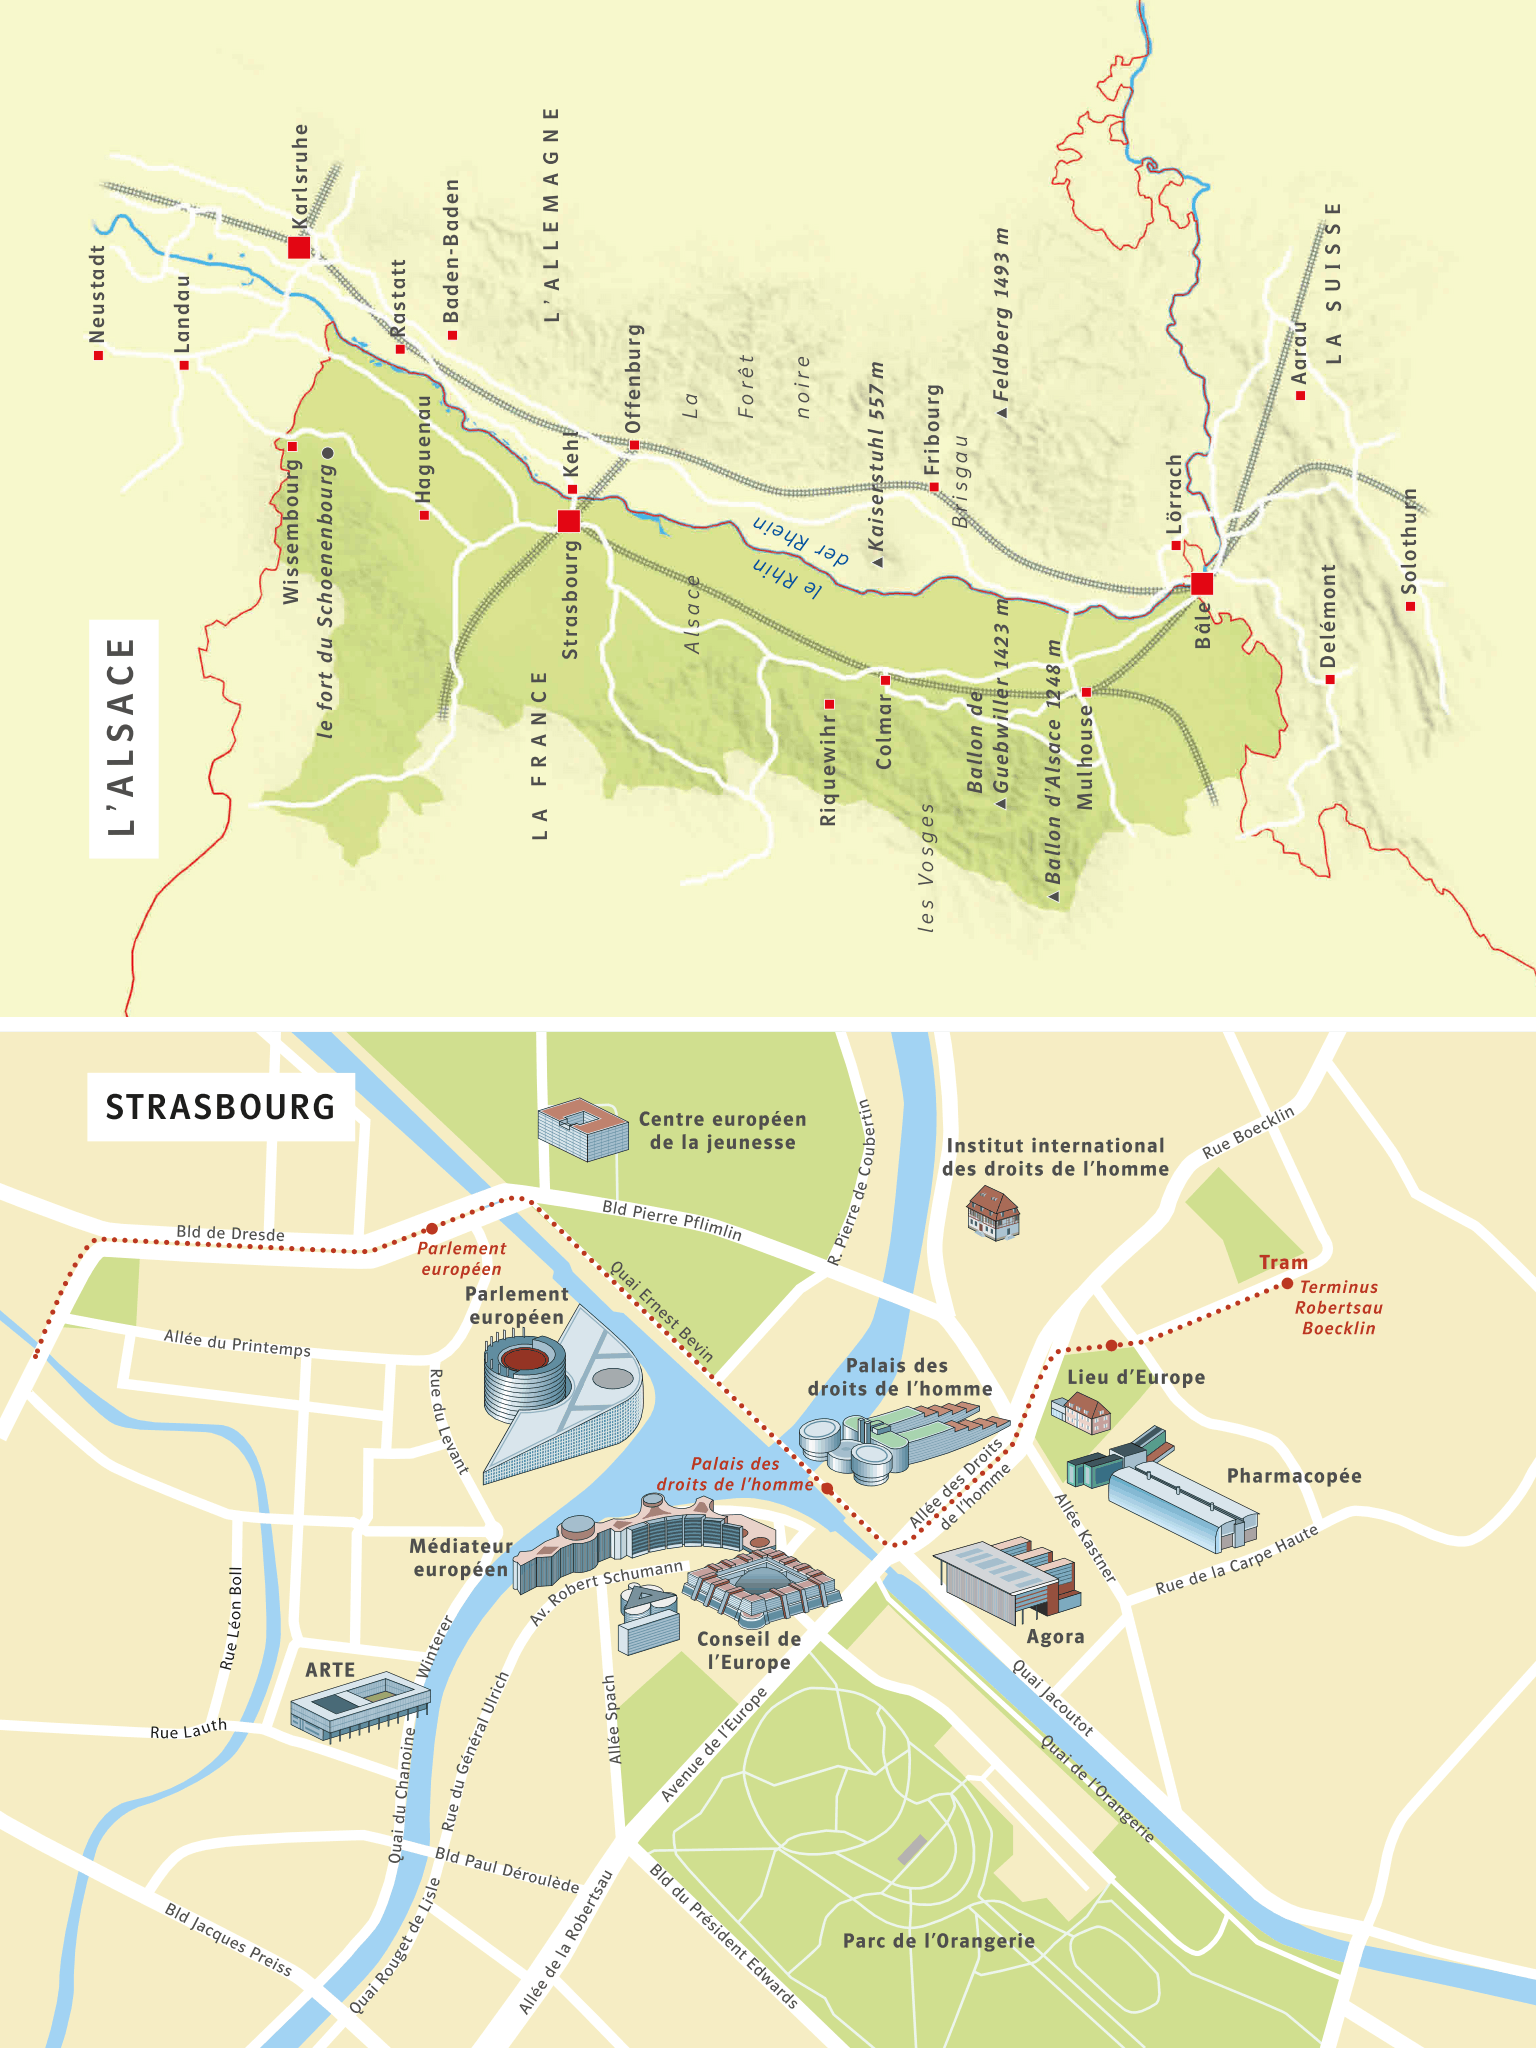 L'ALSACE
Neustadt
Landau
Karlsruhe
Rastatt
Baden-Baden
L'ALLEMAGNE
Wissembourg
le fort du Schoenenbourg
Haguenau
Kehl
Offenburg
Strasbourg
LA FRANCE
La
Forêt
noire
Alsace
der Rhein
le Rhin
Kaiserstuhl 557 m
Fribourg
Brisgau
Feldberg 1493 m
Riquewihr
Colmar
les Vosges
Ballon de
Guebwiller 1423 m
Ballon d'Alsace 1248 m
Mulhouse
Lörrach
Bâle
Aarau
LA SUISSE
Delémont
Solothurn
STRASBOURG
Centre européen
de la jeunesse
Institut international
des droits de l'homme
Rue Boecklin
R. Pierre de Coubertin
Bld Pierre Pflimlin
Bld de Dresde
Parlement
européen
Parlement
européen
Quai Ernest Bevin
Tram
Terminus
Robertsau
Boecklin
Allée du Printemps
Rue du Levant
Palais des
droits de l'homme
Lieu d'Europe
Palais des
droits de l'homme
Allée des Droits
de l'homme
Pharmacopée
Allée Kastner
Rue de la Carpe Haute
Médiateur
européen
Av. Robert Schumann
Conseil de
l'Europe
Agora
Rue Léon Boll
ARTE
Rue Lauth
Quai du Chanoine Winterer
Rue du Général Ulrich
Allée Spach
Avenue de l'Europe
Quai Jacoutot
Quai de l'Orangerie
Bld Paul Déroulède
Bld Jacques Preiss
Quai Rouget de Lisle
Allée de la Robertsau
Bld du Président Edwards
Parc de l'Orangerie